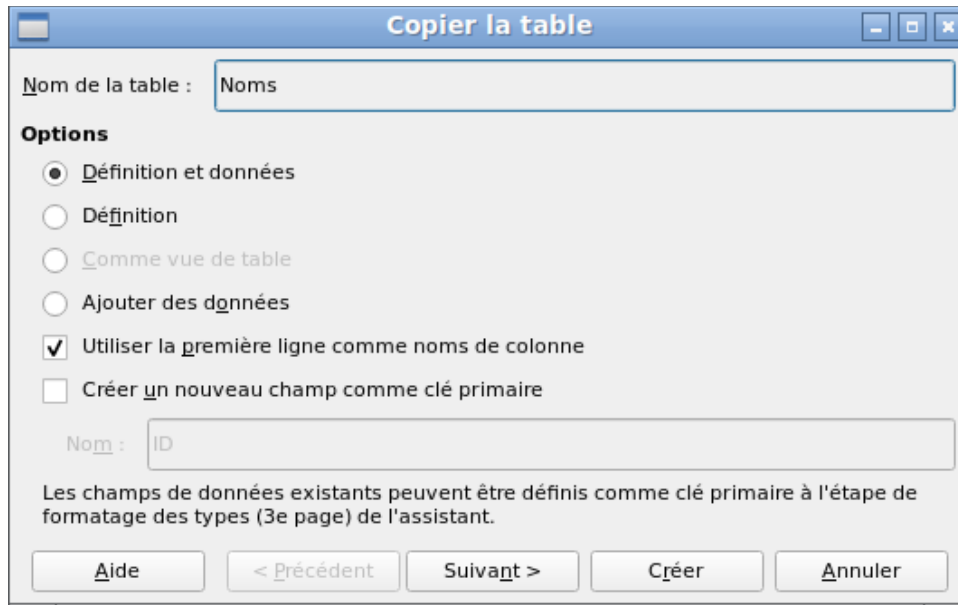 Copier la table
Nom de la table : Noms
Options
Définition et données
Définition
Comme vue de table
Ajouter des données
Utiliser la première ligne comme noms de colonne
Créer un nouveau champ comme clé primaire
Nom : ID
Les champs de données existants peuvent être définis comme clé primaire à l'étape de
formatage des types (3e page) de l'assistant.
Aide < Précédent Suivant > Créer Annuler